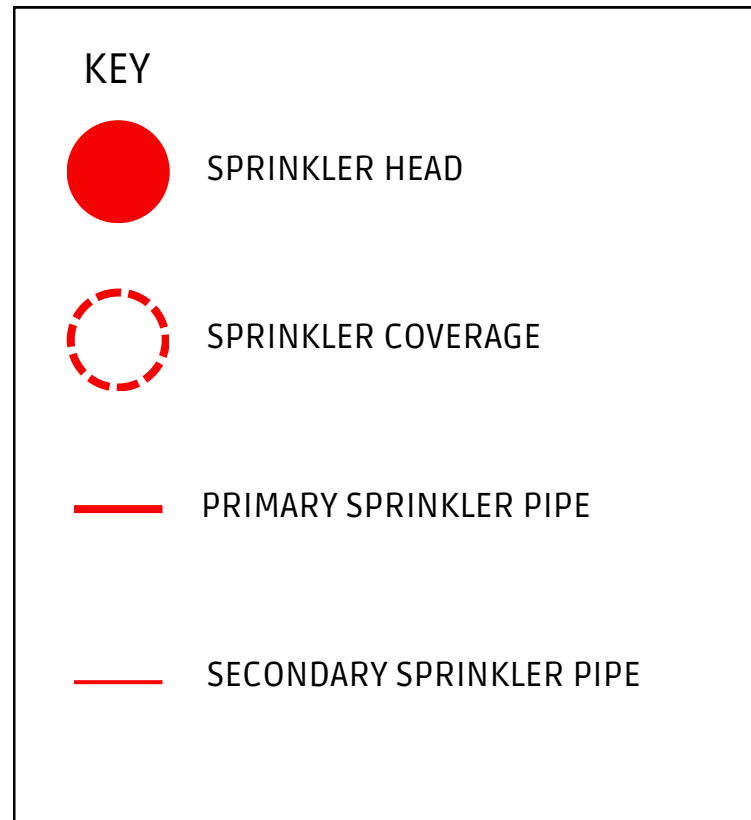 KEY
SPRINKLER HEAD
SPRINKLER COVERAGE
PRIMARY SPRINKLER PIPE
SECONDARY SPRINKLER PIPE